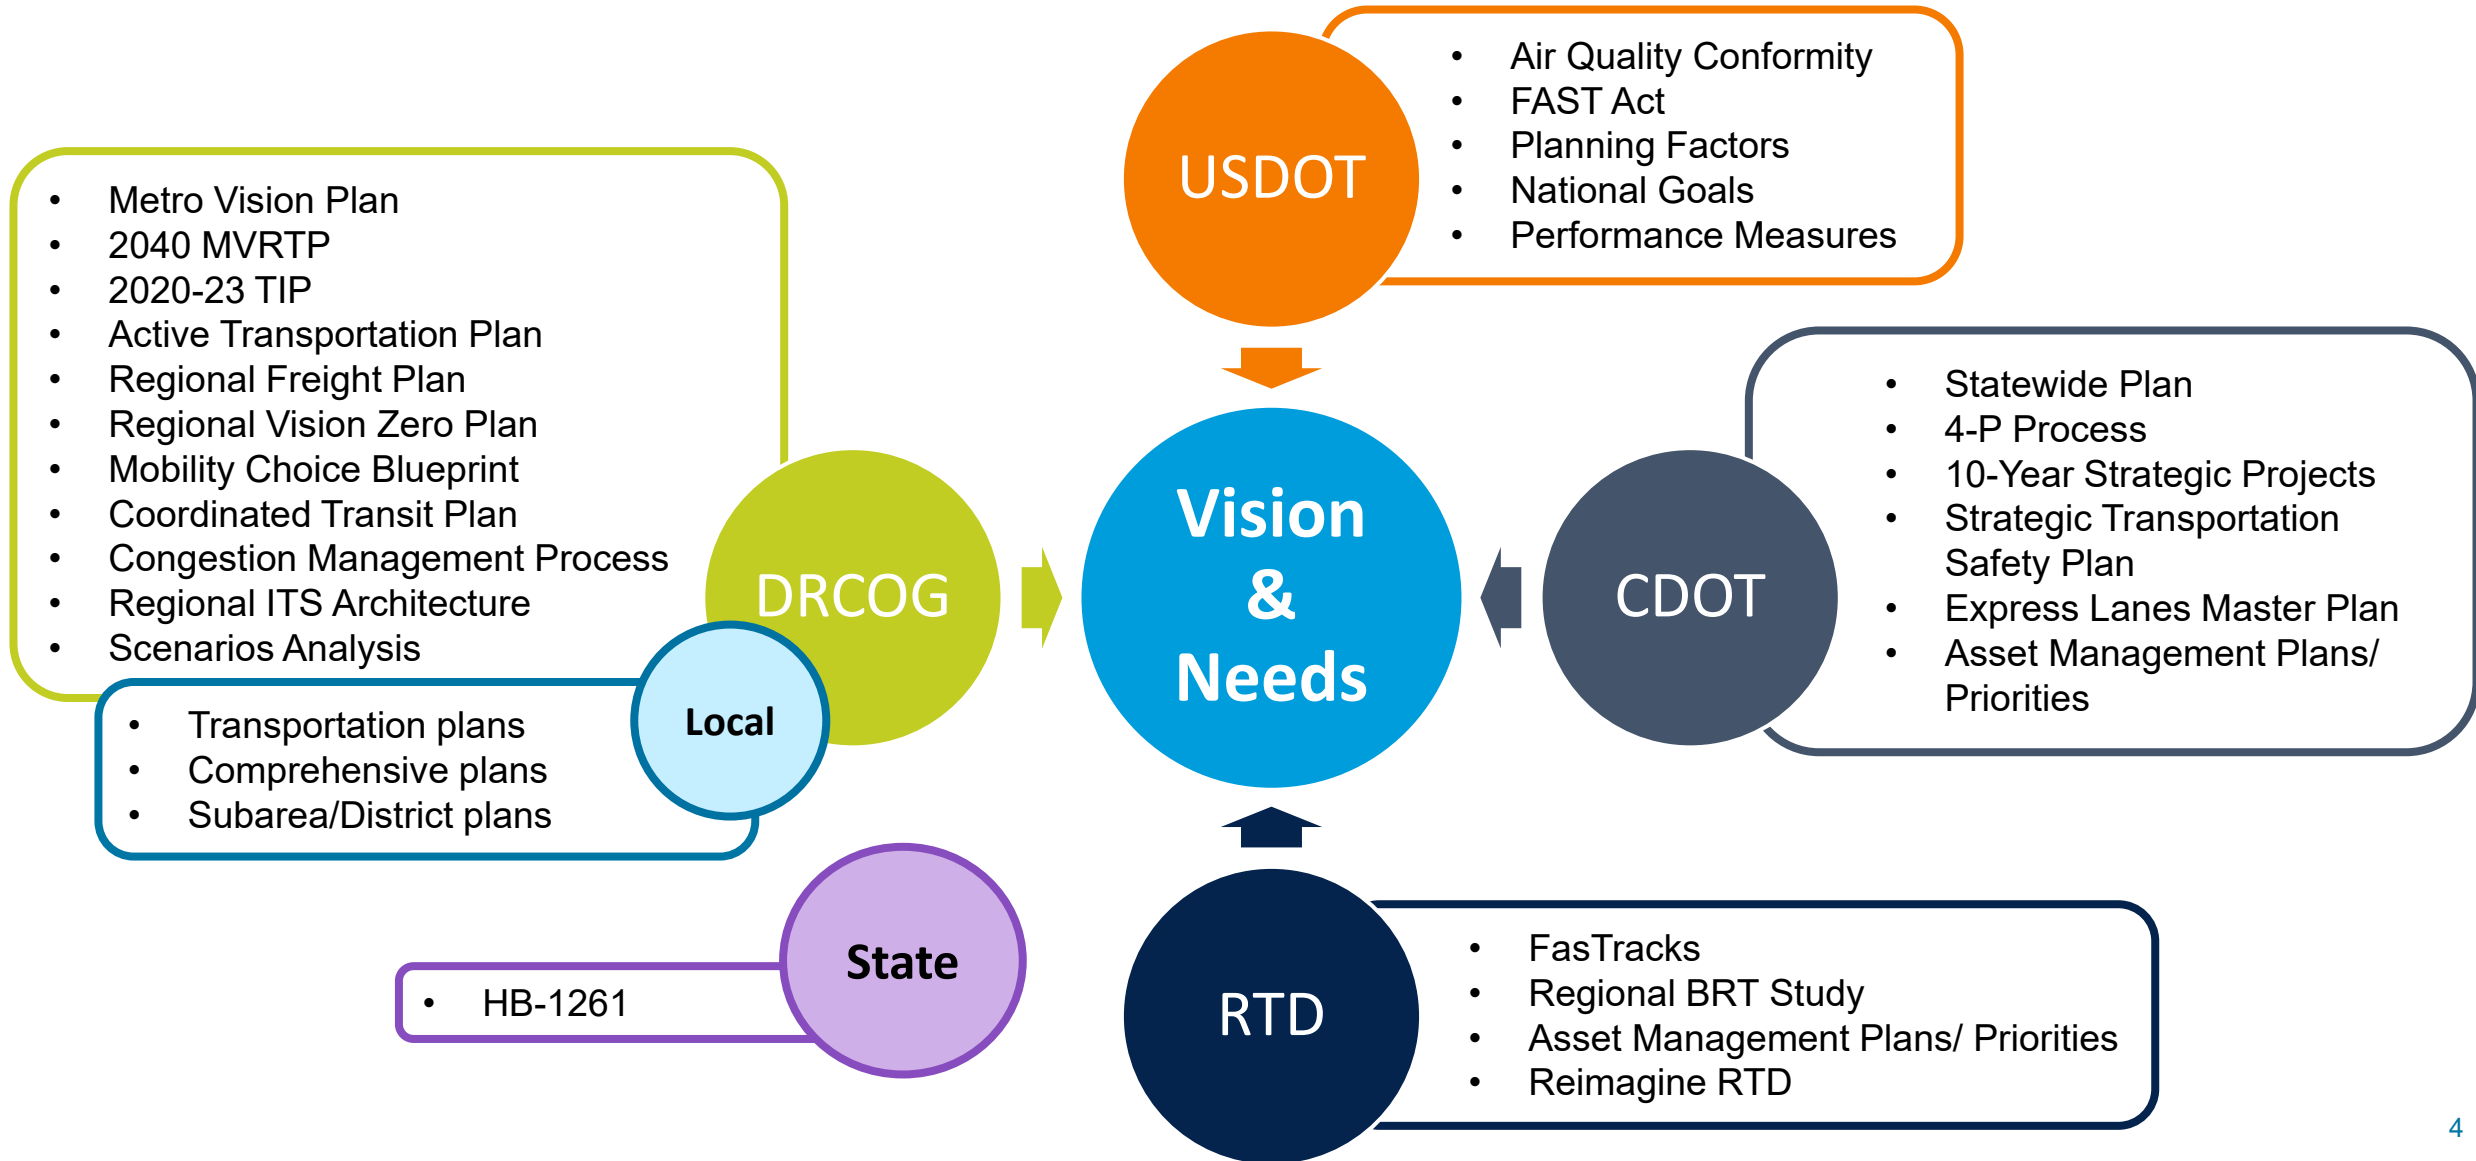 USDOT
• Air Quality Conformity
• FAST Act
• Planning Factors
• National Goals
• Performance Measures
• Metro Vision Plan
• 2040 MVRTP
• 2020-23 TIP
• Active Transportation Plan
• Regional Freight Plan
• Regional Vision Zero Plan
• Mobility Choice Blueprint
• Coordinated Transit Plan
• Congestion Management Process
• Regional ITS Architecture
• Scenarios Analysis
DRCOG
Local
• Transportation plans
• Comprehensive plans
• Subarea/District plans
Vision
&
Needs
CDOT
• Statewide Plan
• 4-P Process
• 10-Year Strategic Projects
• Strategic Transportation
Safety Plan
• Express Lanes Master Plan
• Asset Management Plans/
Priorities
State
• HB-1261
RTD
• FasTracks
• Regional BRT Study
• Asset Management Plans/ Priorities
• Reimagine RTD
4